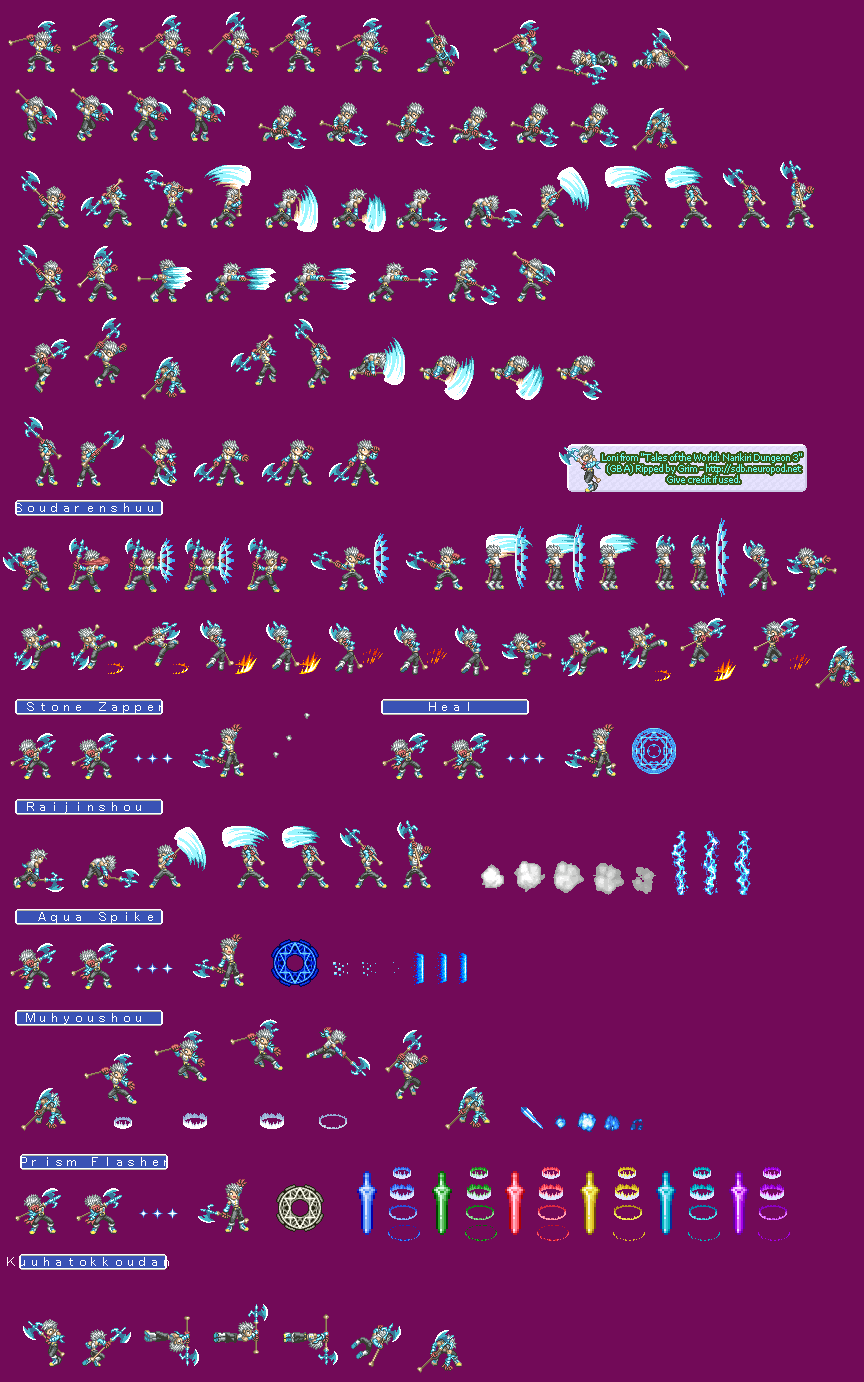 Loni from "Tales of the World: Narikiri Dungeon 3"
(GBA) Ripped by Grim - http://sdb.neuropod.net
Give credit if used.
Soudarenshuu
Stone Zapper
Heal
Raijinshou
Aqua Spike
Muhyoushou
Prism Flasher
Kuuhatokkoudan